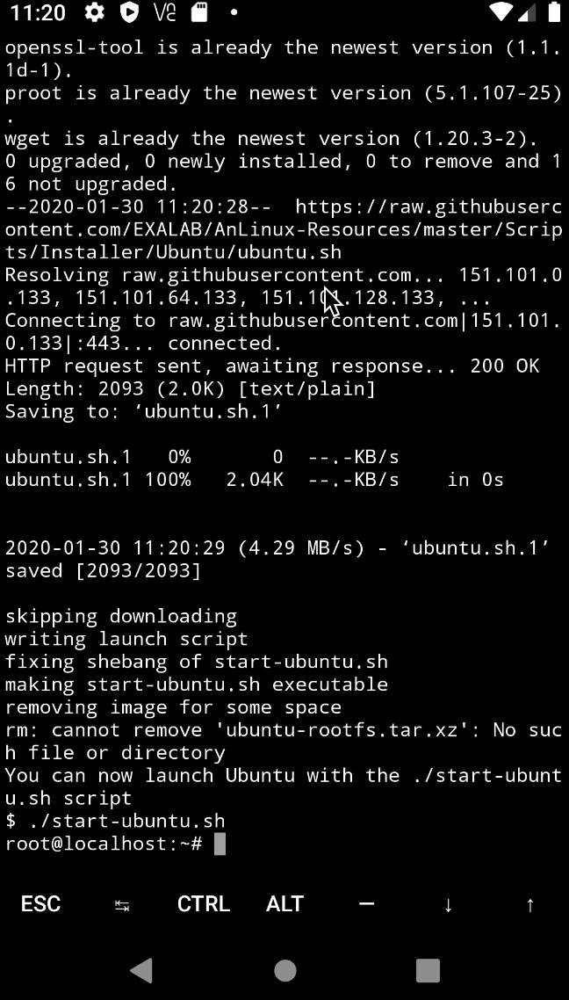 11:20
openssl-tool is already the newest version (1.1.
1d-1).
proot is already the newest version (5.1.107-25)
.
wget is already the newest version (1.20.3-2).
0 upgraded, 0 newly installed, 0 to remove and 1
6 not upgraded.
--2020-01-30 11:20:28--  https://raw.githubuserc
ontent.com/EXALAB/AnLinux-Resources/master/Scrip
ts/Installer/Ubuntu/ubuntu.sh
Resolving raw.githubusercontent.com... 151.101.0
.133, 151.101.64.133, 151.101.128.133, ...
Connecting to raw.githubusercontent.com|151.101.
0.133|:443... connected.
HTTP request sent, awaiting response... 200 OK
Length: 2093 (2.0K) [text/plain]
Saving to: ‘ubuntu.sh.1’
ubuntu.sh.1   0%       0  --.-KB/s
ubuntu.sh.1 100%   2.04K  --.-KB/s    in 0s
2020-01-30 11:20:29 (4.29 MB/s) - ‘ubuntu.sh.1’
saved [2093/2093]
skipping downloading
writing launch script
fixing shebang of start-ubuntu.sh
making start-ubuntu.sh executable
removing image for some space
rm: cannot remove 'ubuntu-rootfs.tar.xz': No suc
h file or directory
You can now launch Ubuntu with the ./start-ubunt
u.sh script
$ ./start-ubuntu.sh
root@localhost:~#
ESC ↹ CTRL ALT — ↓ ↑